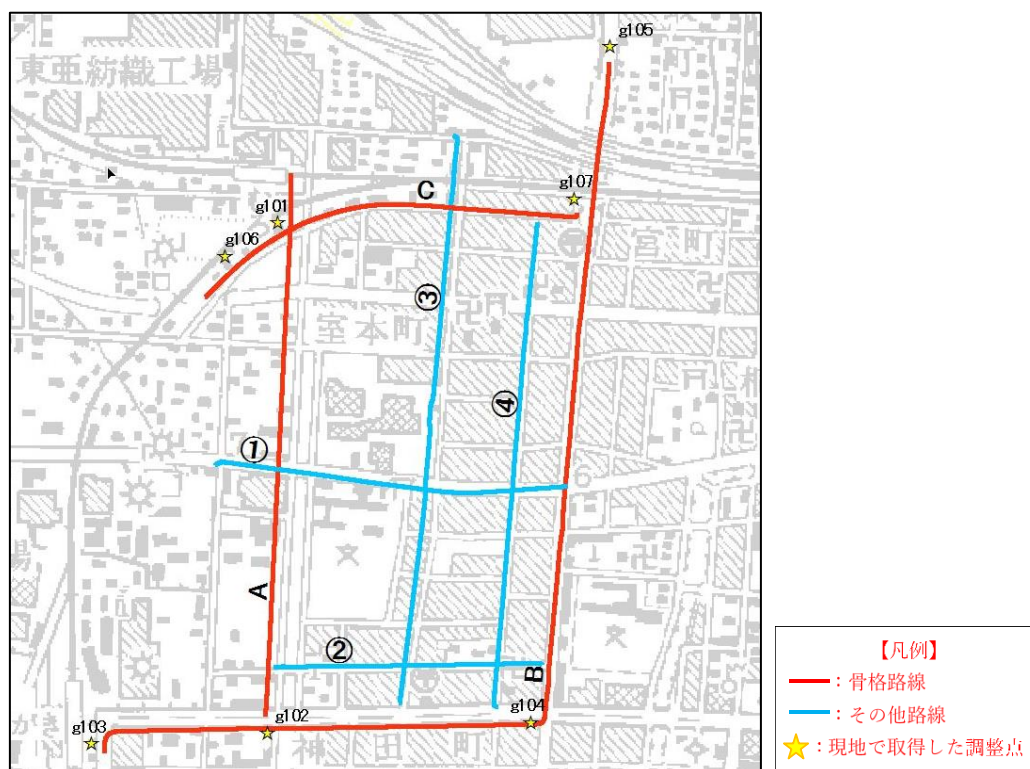 g105
東亜紡織工場
g107
C
g101
宮町
g106
③
室本町
④
①
A
②
B
g104
g102
g103
神田町
【凡例】
：骨格路線
：その他路線
：現地で取得した調整点